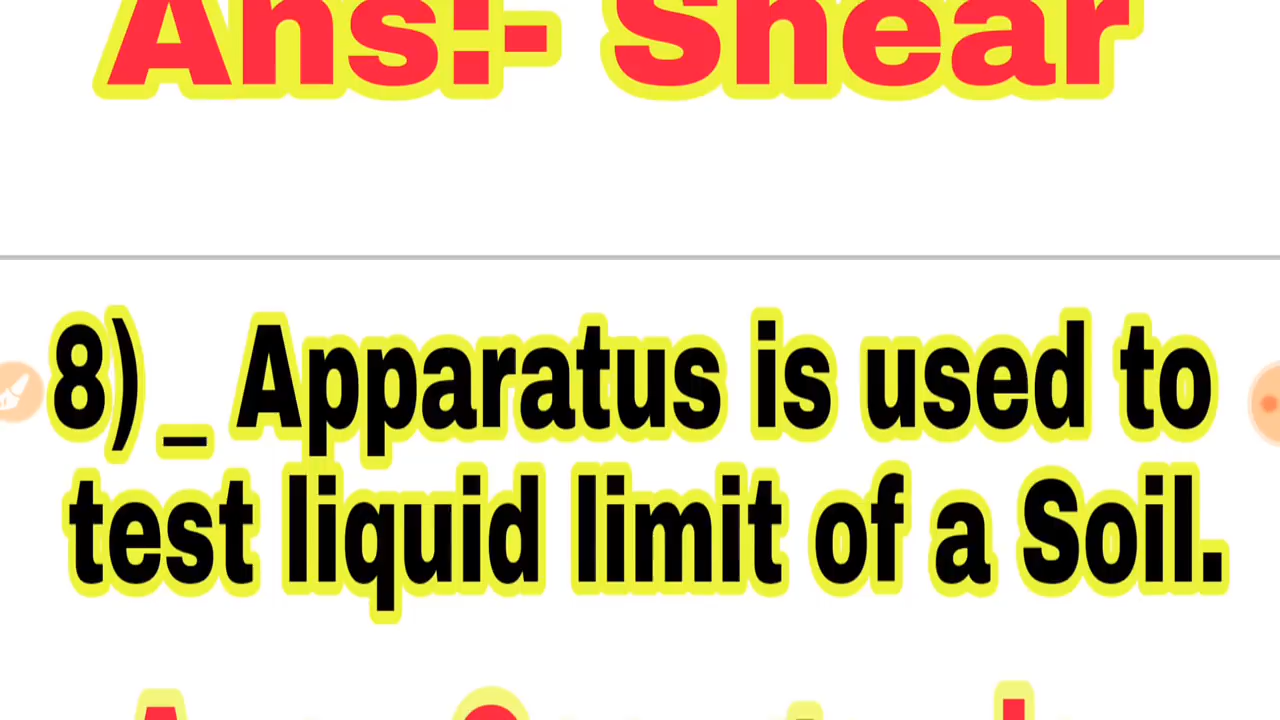 Ans:- Shear
8) _ Apparatus is used to
test liquid limit of a Soil.